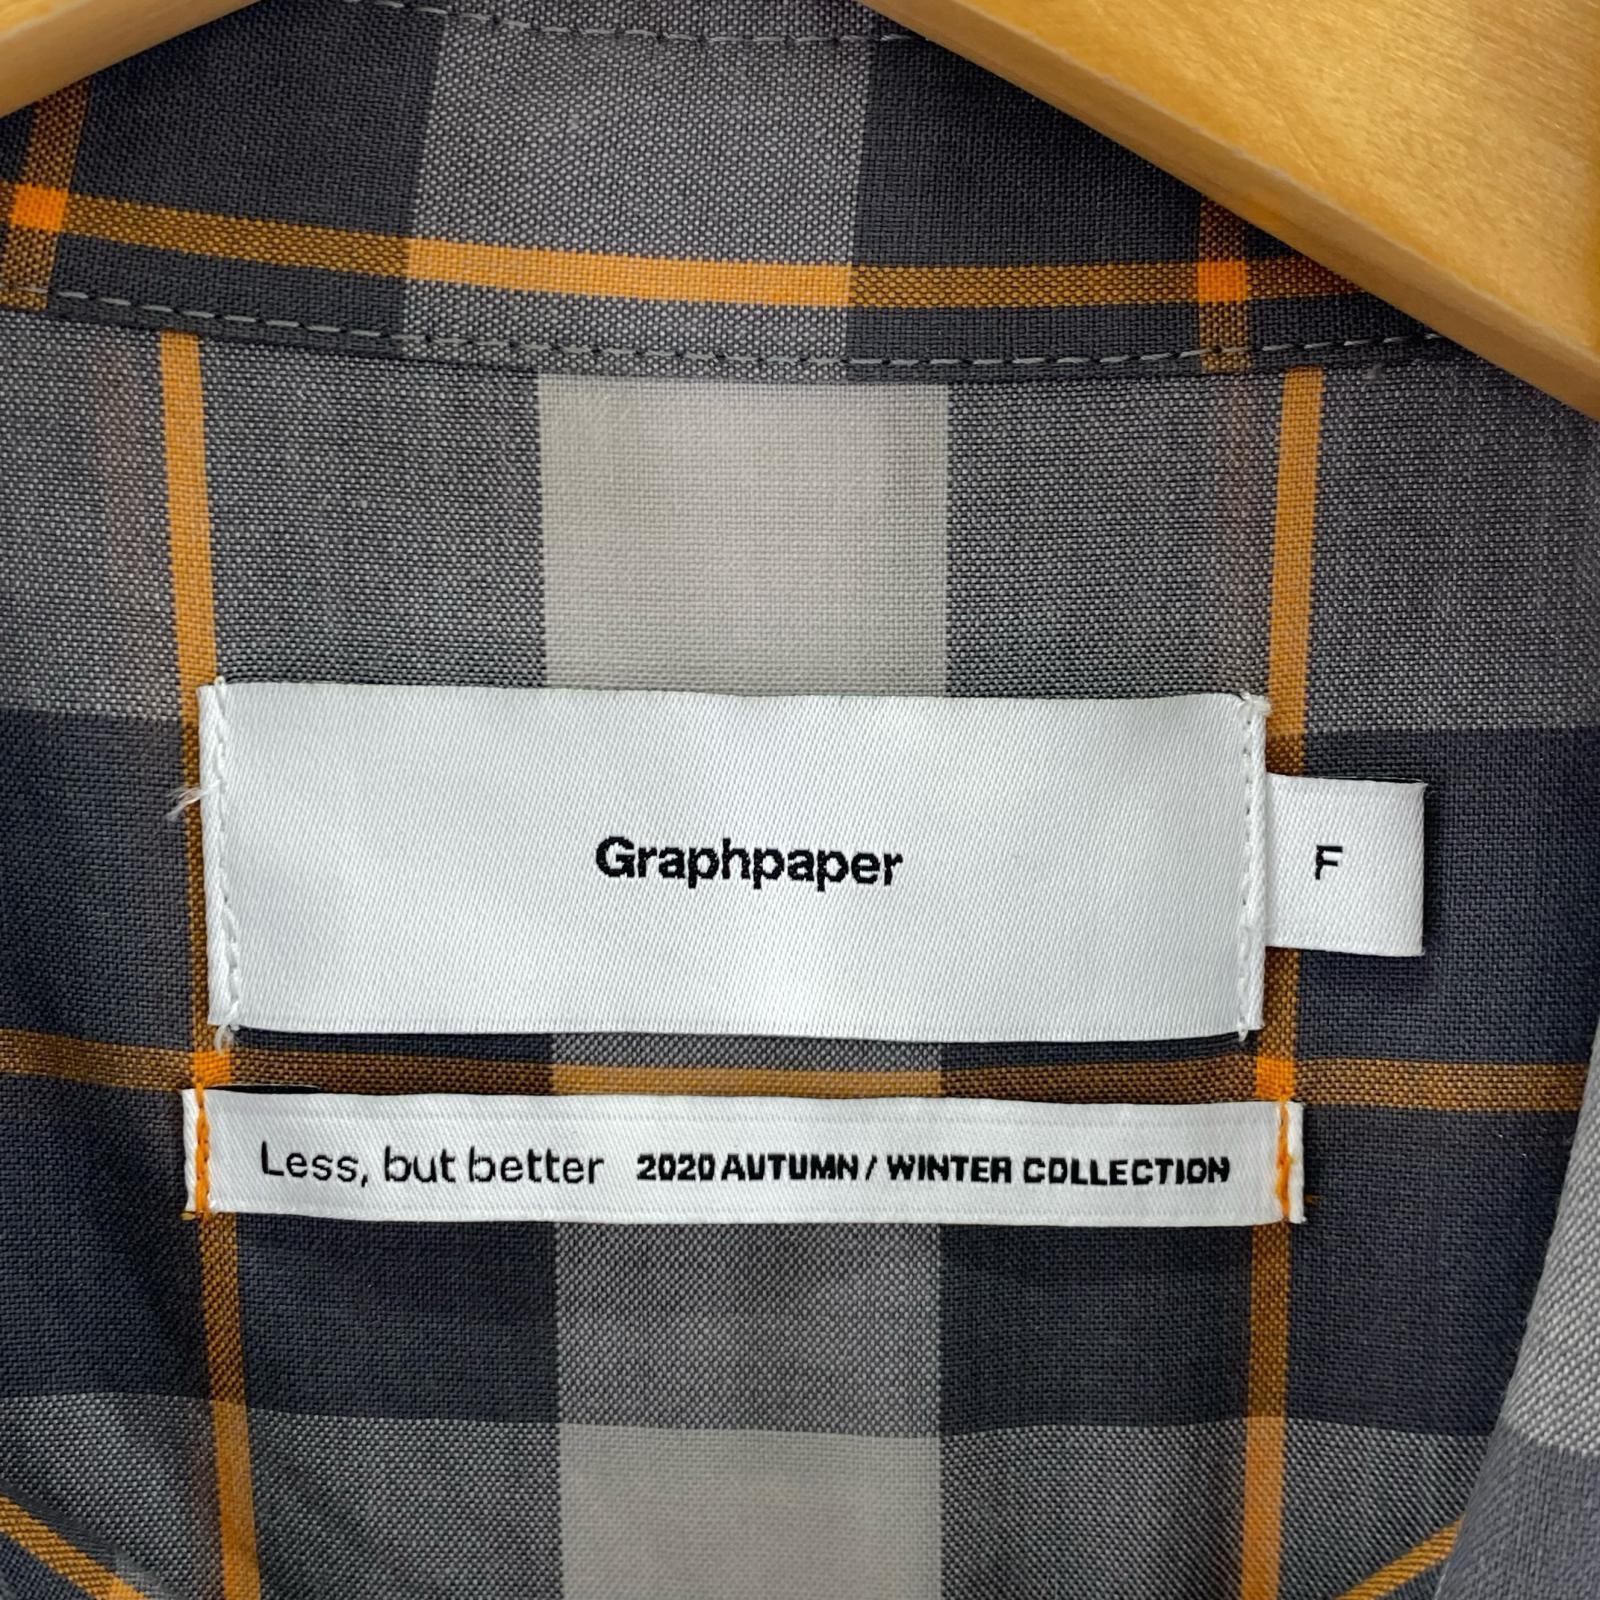 Graphpaper
F
Less, but better 2020 AUTUMN / WINTER COLLECTION